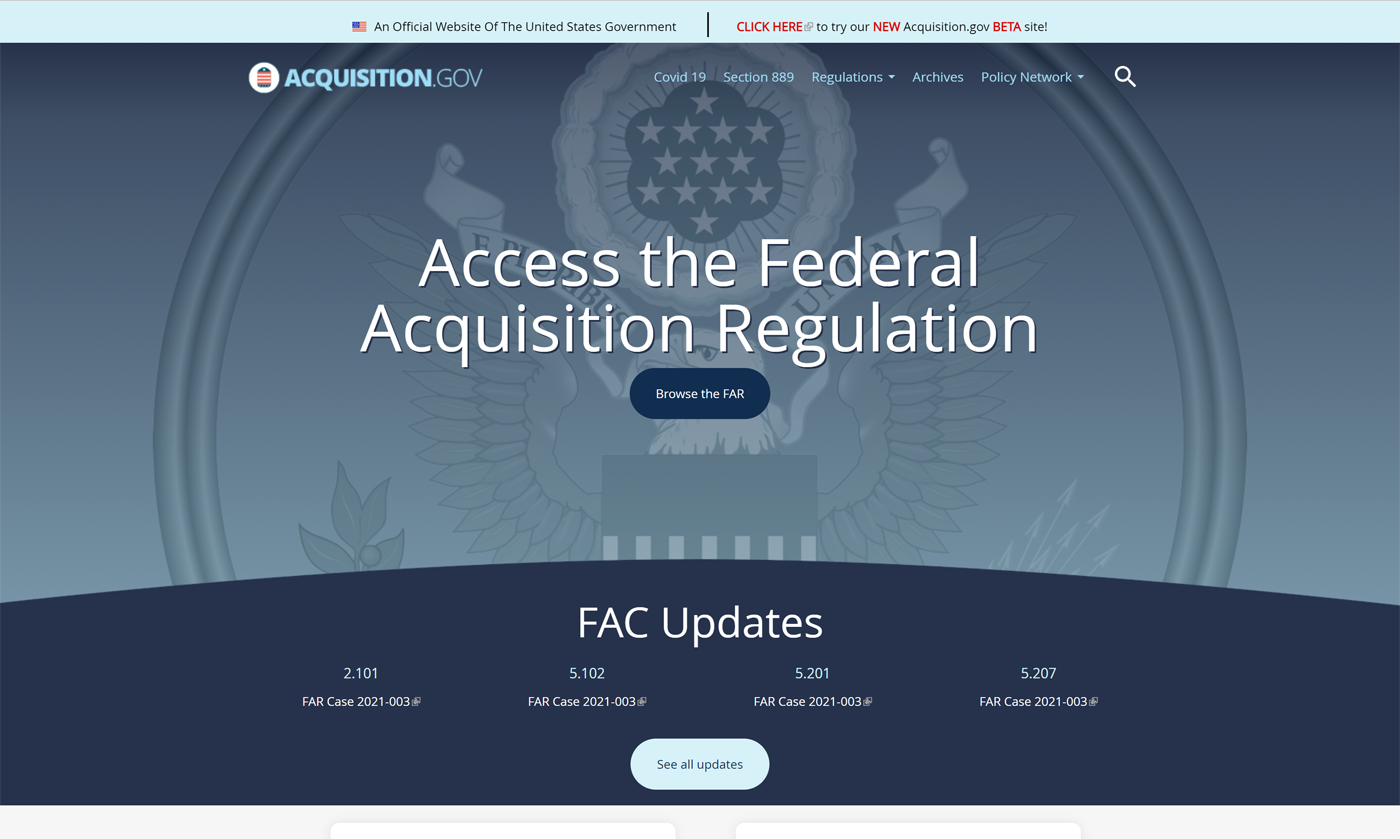 An Official Website Of The United States Government
CLICK HERE to try our NEW Acquisition.gov BETA site!
ACQUISITION.GOV
Covid 19 Section 889 Regulations Archives Policy Network
E PLURIBUS UNUM
Access the Federal
Acquisition Regulation
Browse the FAR
FAC Updates
2.101 5.102 5.201 5.207
FAR Case 2021-003 FAR Case 2021-003 FAR Case 2021-003 FAR Case 2021-003
See all updates